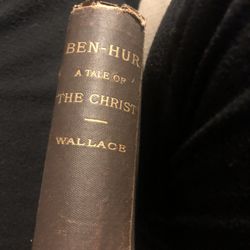 BEN-HUR
A TALE OF
THE CHRIST
WALLACE